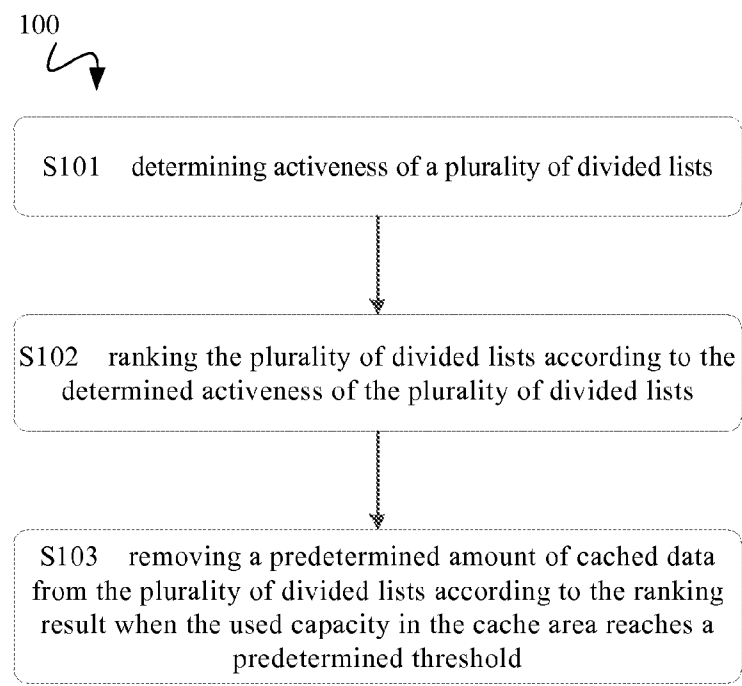 100
S101 determining activeness of a plurality of divided lists
S102 ranking the plurality of divided lists according to the
determined activeness of the plurality of divided lists
S103 removing a predetermined amount of cached data
from the plurality of divided lists according to the ranking
result when the used capacity in the cache area reaches a
predetermined threshold